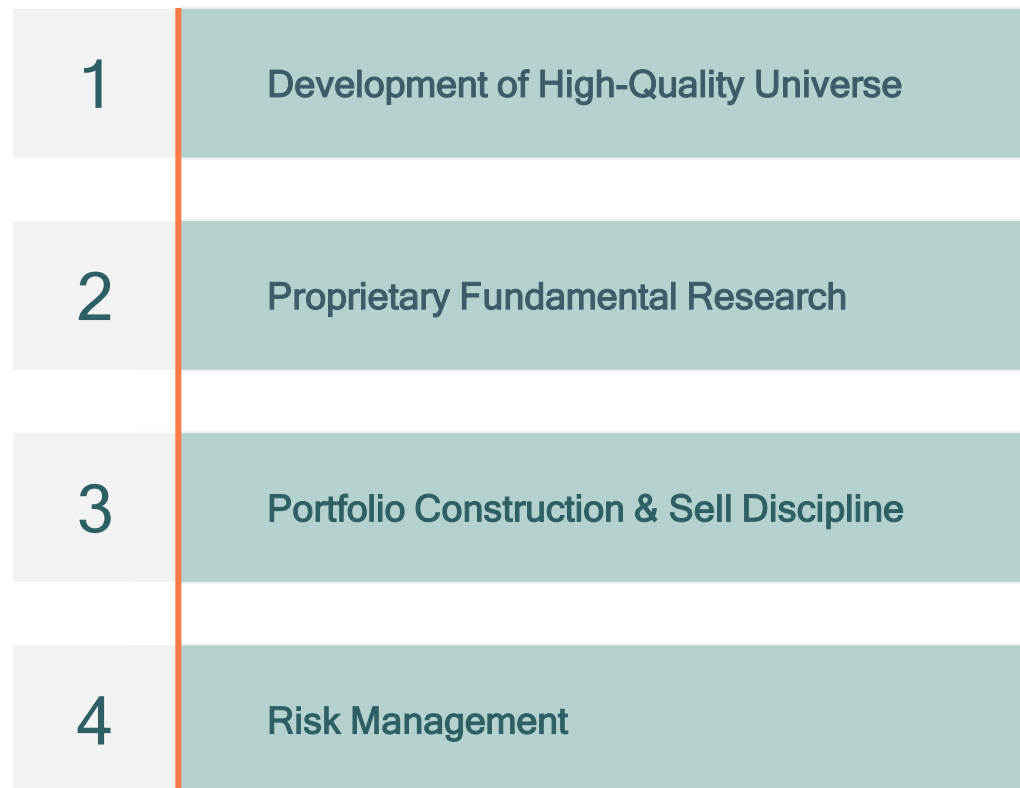 1 Development of High-Quality Universe
2 Proprietary Fundamental Research
3 Portfolio Construction & Sell Discipline
4 Risk Management